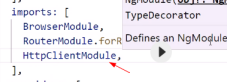 imports: [
BrowserModule,
RouterModule.forR
HttpClientModule,
],
TypeDecorator
Defines an NgModule